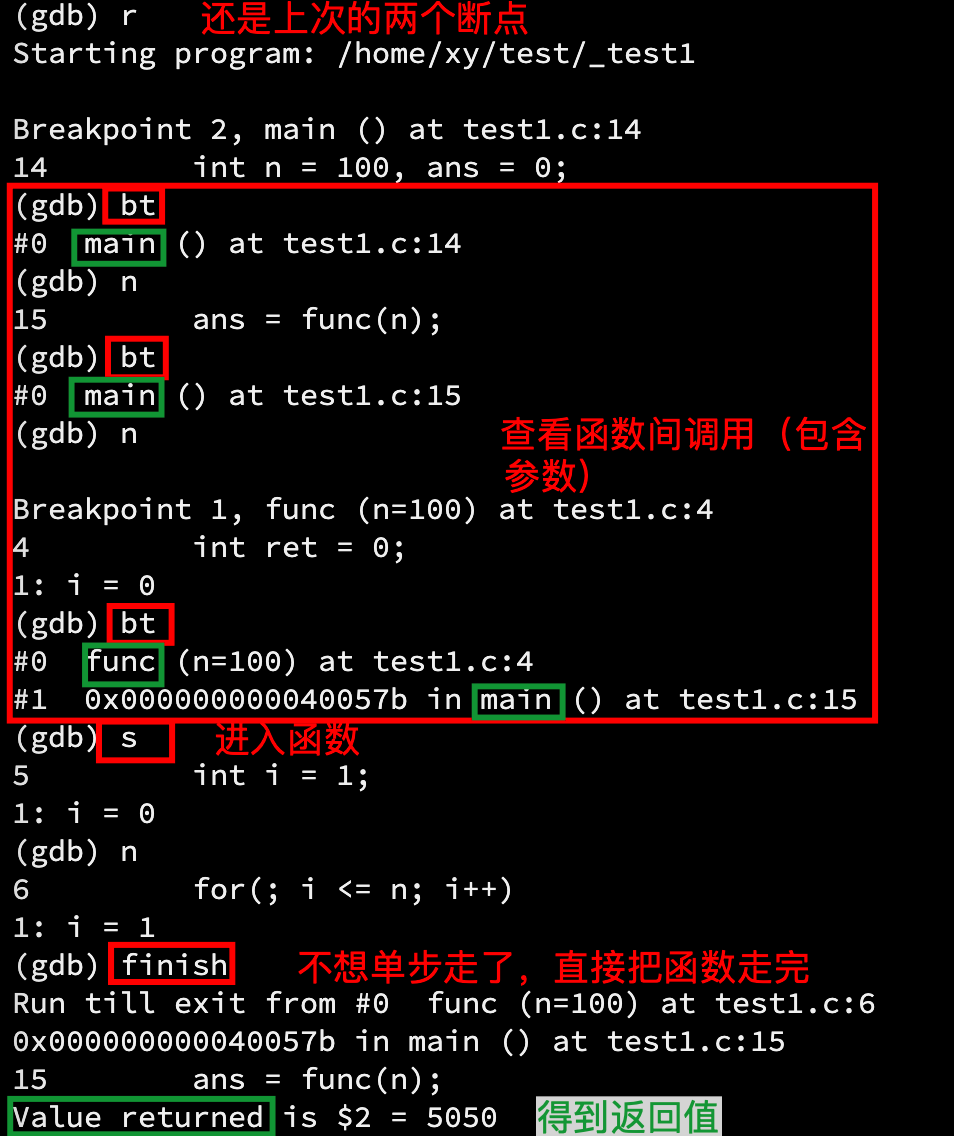 (gdb) r 还是上次的两个断点
Starting program: /home/xy/test/_test1
Breakpoint 2, main () at test1.c:14
14 int n = 100, ans = 0;
(gdb) bt
#0 main () at test1.c:14
(gdb) n
15 ans = func(n);
(gdb) bt
#0 main () at test1.c:15
(gdb) n
查看函数间调用（包含
参数）
Breakpoint 1, func (n=100) at test1.c:4
4 int ret = 0;
1: i = 0
(gdb) bt
#0 func (n=100) at test1.c:4
#1 0x000000000040057b in main () at test1.c:15
(gdb) s 进入函数
5 int i = 1;
1: i = 0
(gdb) n
6 for(; i <= n; i++)
1: i = 1
(gdb) finish 不想单步走了，直接把函数走完
Run till exit from #0 func (n=100) at test1.c:6
0x000000000040057b in main () at test1.c:15
15 ans = func(n);
Value returned is $2 = 5050 得到返回值